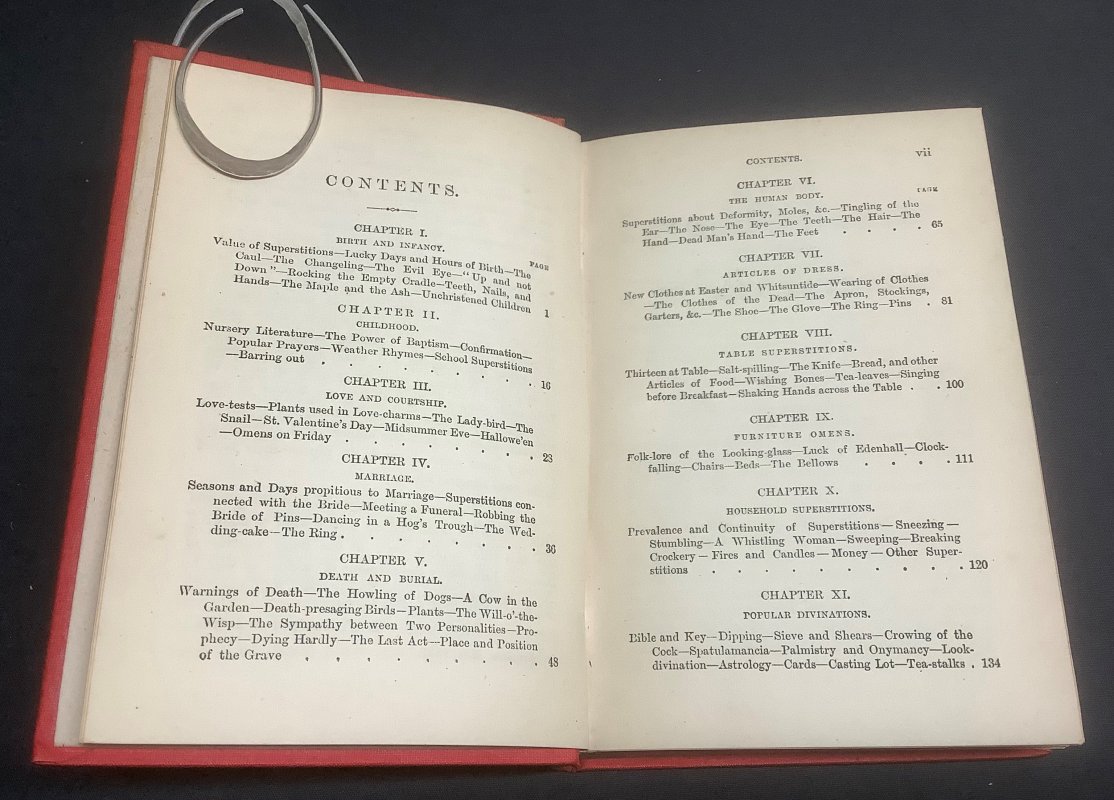 CONTENTS.
CHAPTER I.
BIRTH AND INFANCY.
PAGE
Value of Superstitions—Lucky Days and Hours of Birth—The
Caul—The Changeling—The Evil Eye—"Up and not
Down"—Rocking the Empty Cradle—Teeth, Nails, and
Hands—The Maple and the Ash—Unchristened Children 1
CHAPTER II.
CHILDHOOD.
Nursery Literature—The Power of Baptism—Confirmation—
Popular Prayers—Weather Rhymes—School Superstitions
—Barring out . . . . . . . . 16
CHAPTER III.
LOVE AND COURTSHIP.
Love-tests—Plants used in Love-charms—The Lady-bird—The
Snail—St. Valentine's Day—Midsummer Eve—Hallowe'en
—Omens on Friday . . . . . . . 23
CHAPTER IV.
MARRIAGE.
Seasons and Days propitious to Marriage—Superstitions con-
nected with the Bride—Meeting a Funeral—Robbing the
Bride of Pins—Dancing in a Hog's Trough—The Wed-
ding-cake—The Ring . . . . . . . 36
CHAPTER V.
DEATH AND BURIAL.
Warnings of Death—The Howling of Dogs—A Cow in the
Garden—Death-presaging Birds—Plants—The Will-o'-the-
Wisp—The Sympathy between Two Personalities—Pro-
phecy—Dying Hardly—The Last Act—Place and Position
of the Grave . . . . . . . . 48
CONTENTS. vii
CHAPTER VI.
THE HUMAN BODY.
PAGE
Superstitions about Deformity, Moles, &c.—Tingling of the
Ear—The Nose—The Eye—The Teeth—The Hair—The
Hand—Dead Man's Hand—The Feet . . . . 65
CHAPTER VII.
ARTICLES OF DRESS.
New Clothes at Easter and Whitsuntide—Wearing of Clothes
—The Clothes of the Dead—The Apron, Stockings,
Garters, &c.—The Shoe—The Glove—The Ring—Pins . 81
CHAPTER VIII.
TABLE SUPERSTITIONS.
Thirteen at Table—Salt-spilling—The Knife—Bread, and other
Articles of Food—Wishing Bones—Tea-leaves—Singing
before Breakfast—Shaking Hands across the Table . . 100
CHAPTER IX.
FURNITURE OMENS.
Folk-lore of the Looking-glass—Luck of Edenhall—Clock-
falling—Chairs—Beds—The Bellows . . . . 111
CHAPTER X.
HOUSEHOLD SUPERSTITIONS.
Prevalence and Continuity of Superstitions—Sneezing—
Stumbling—A Whistling Woman—Sweeping—Breaking
Crockery—Fires and Candles—Money—Other Super-
stitions . . . . . . . . 120
CHAPTER XI.
POPULAR DIVINATIONS.
Bible and Key—Dipping—Sieve and Shears—Crowing of the
Cock—Spatulamancia—Palmistry and Onymancy—Look-
divination—Astrology—Cards—Casting Lot—Tea-stalks . 134